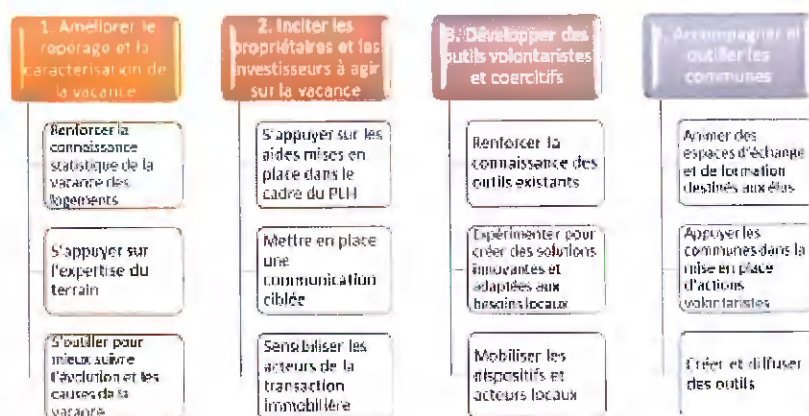 1. Améliorer le
repérage et la
caractérisation de
la vacance
Renforcer la
connaissance
statistique de la
vacance des
logements
S'appuyer sur
l'expertise du
terrain
S'outiller pour
mieux suivre
l'évolution et les
causes de la
vacance
2. Inciter les
propriétaires et les
investisseurs à agir
sur la vacance
S'appuyer sur les
aides mises en
place dans le
cadre du PLH
Mettre en place
une
communication
ciblée
Sensibiliser les
acteurs de la
transaction
immobilière
3. Développer des
outils volontaristes
et coercitifs
Renforcer la
connaissance des
outils existants
Expérimenter pour
créer des solutions
innovantes et
adaptées aux
besoins locaux
Mobiliser les
dispositifs et
acteurs locaux
4. Accompagner et
outiller les
communes
Animer des
espaces d'échange
et de formation
destinés aux élus
Appuyer les
communes dans la
mise en place
d'actions
volontaristes
Créer et diffuser
des outils